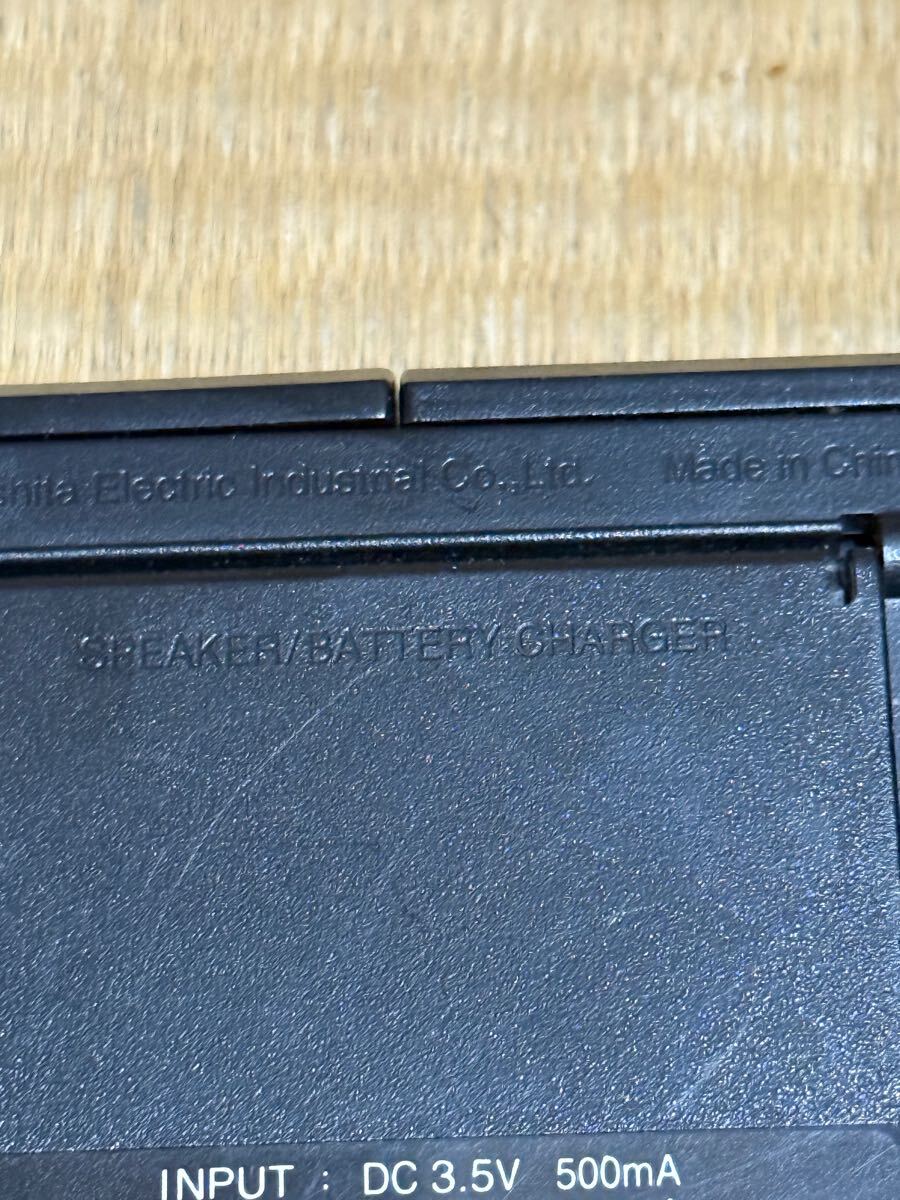 shita Electric Industrial Co.,Ltd. Made in Chin
SPEAKER/BATTERY CHARGER
INPUT : DC 3.5V 500mA